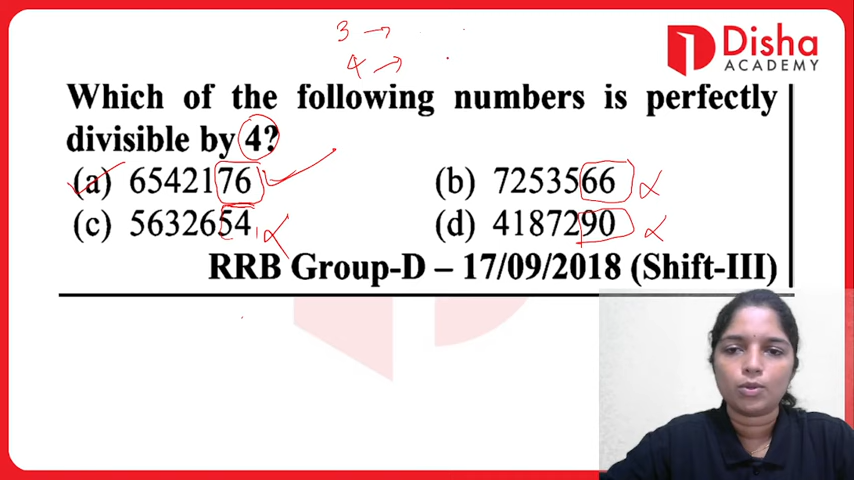 3 →
4 →
Disha
ACADEMY
Which of the following numbers is perfectly
divisible by 4?
(a) 6542176 (b) 7253566
(c) 5632654 (d) 4187290
RRB Group-D – 17/09/2018 (Shift-III)